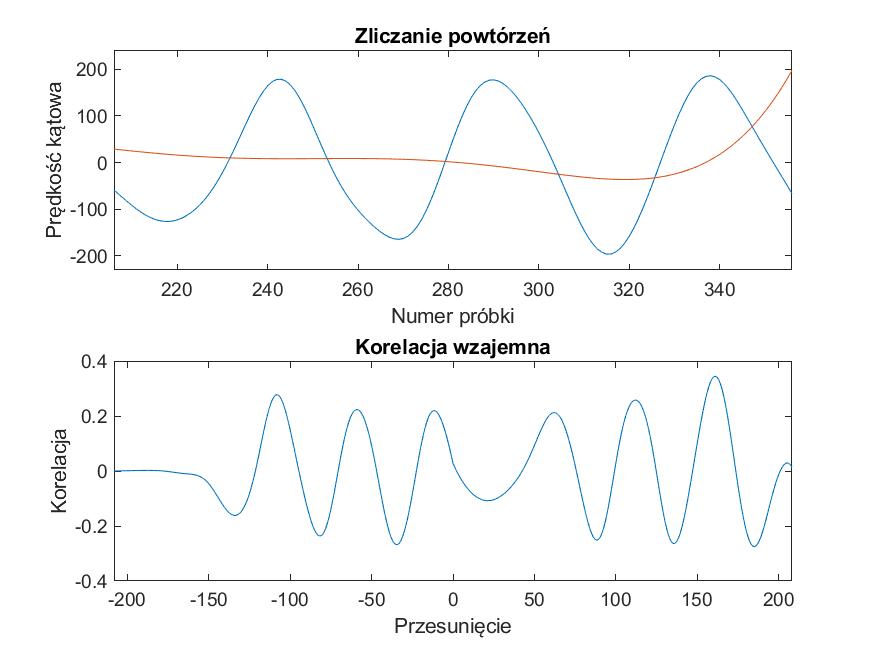 Zliczanie powtórzeń
Prędkość kątowa
200
100
0
-100
-200
220 240 260 280 300 320 340
Numer próbki
Korelacja wzajemna
Korelacja
0.4
0.2
0
-0.2
-0.4
-200 -150 -100 -50 0 50 100 150 200
Przesunięcie